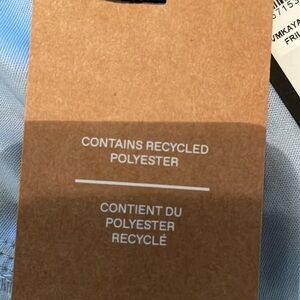 CONTAINS RECYCLED
POLYESTER
CONTIENT DU
POLYESTER
RECYCLÉ